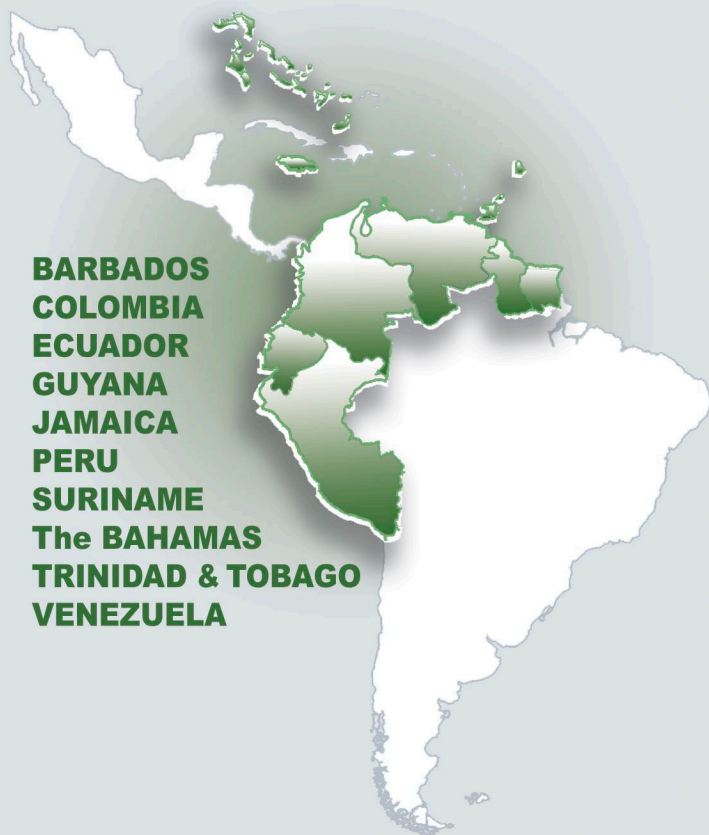 BARBADOS
COLOMBIA
ECUADOR
GUYANA
JAMAICA
PERU
SURINAME
The BAHAMAS
TRINIDAD & TOBAGO
VENEZUELA